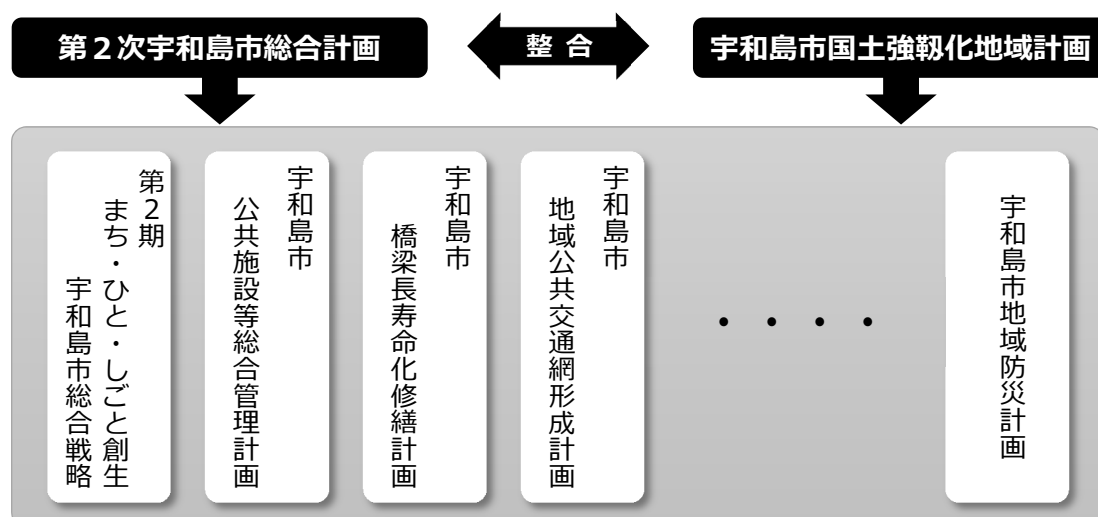 第２次宇和島市総合計画
整 合
宇和島市国土強靱化地域計画
第２期
まち・ひと・しごと創生
宇和島市総合戦略
宇和島市
公共施設等総合管理計画
宇和島市
橋梁長寿命化修繕計画
宇和島市
地域公共交通網形成計画
・・・・
宇和島市地域防災計画